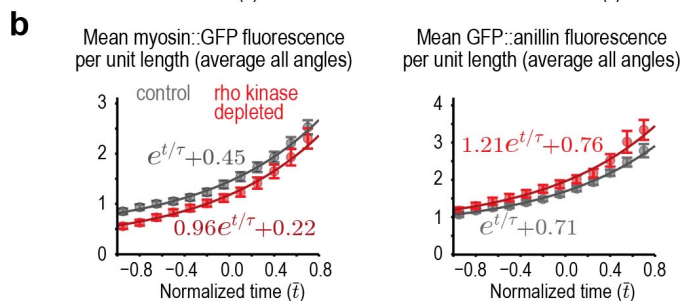 b
Mean myosin::GFP fluorescence
per unit length (average all angles)
control
rho kinase
depleted
3
2
1
0
e^{t/τ}+0.45
0.96e^{t/τ}+0.22
−0.8
−0.4
0.0
0.4
0.8
Normalized time (t̄)
Mean GFP::anillin fluorescence
per unit length (average all angles)
4
3
2
1
0
1.21e^{t/τ}+0.76
e^{t/τ}+0.71
−0.8
−0.4
0.0
0.4
0.8
Normalized time (t̄)